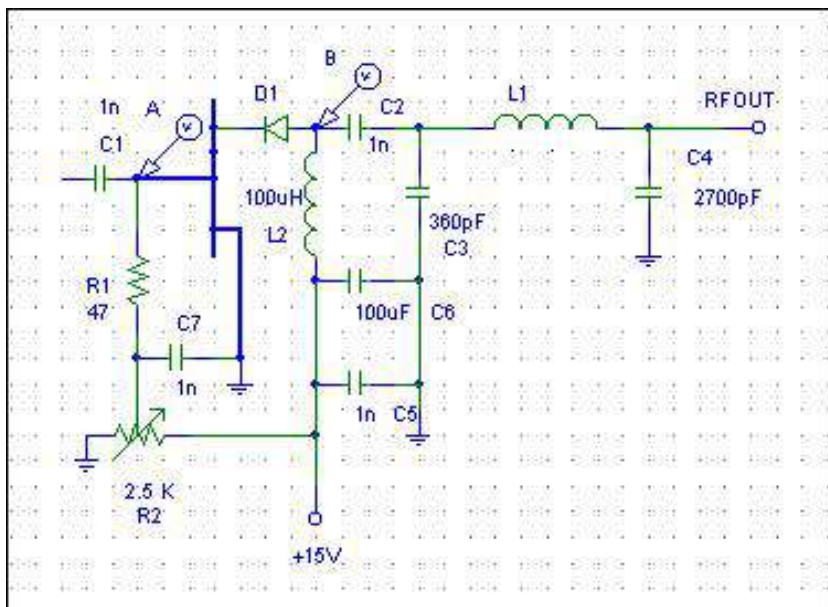 B
D1
L1
1n
A
v
v
C2
RFOUT
C1
1n
C4
2700pF
100uH
L2
360pF
C3
R1
47
C7
100uF
C6
1n
1n
C5
2.5 K
R2
+15V